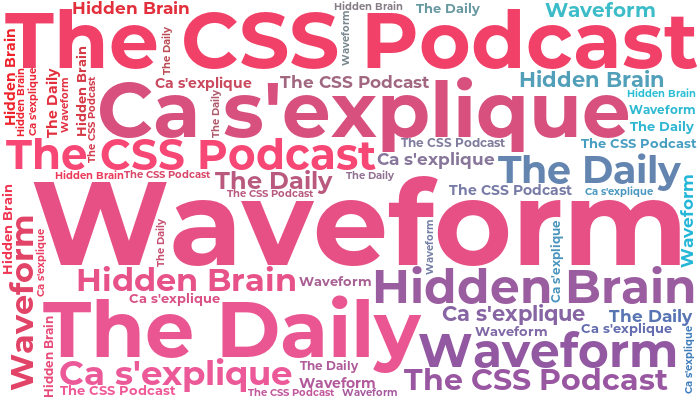 Hidden Brain
Hidden Brain
The Daily
Waveform
The CSS Podcast
Waveform
The Daily
Hidden Brain
Hidden Brain
Ca s'explique
The Daily
Waveform
Hidden Brain
The CSS Podcast
Ca s'explique
The CSS Podcast
Hidden Brain
Ca s'explique
The Daily
Hidden Brain
Waveform
The Daily
The CSS Podcast
The CSS Podcast
The CSS Podcast
Ca s'explique
The Daily
Hidden Brain
The CSS Podcast
The Daily
The Daily
The CSS Podcast
The CSS Podcast
Ca s'explique
Waveform
Hidden Brain
Waveform
Ca s'explique
The Daily
Waveform
Waveform
Ca s'explique
Hidden Brain
Waveform
Hidden Brain
Ca s'explique
The Daily
Ca s'explique
The Daily
Waveform
Ca s'explique
Waveform
Hidden Brain
Ca s'explique
The Daily
Waveform
The CSS Podcast
The CSS Podcast
The CSS Podcast
Waveform
Ca s'explique